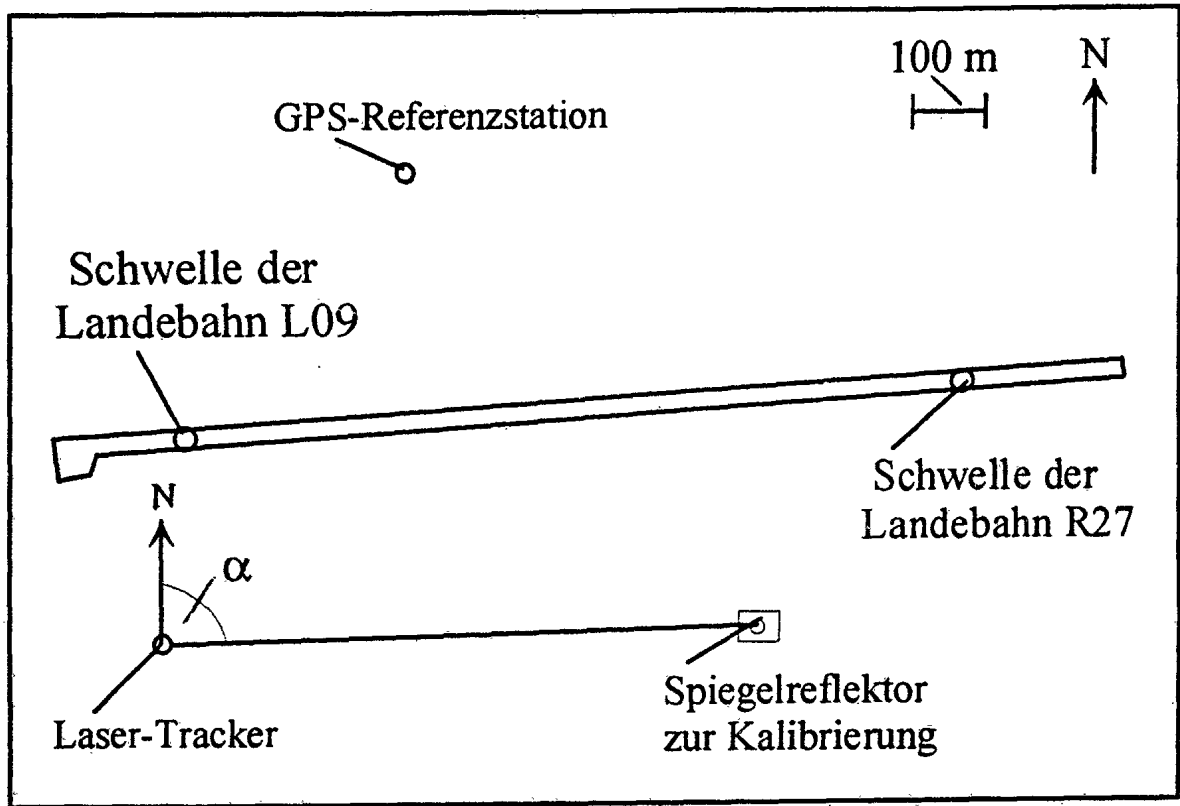 100 m
N
GPS-Referenzstation
Schwelle der
Landebahn L09
Schwelle der
Landebahn R27
N
α
Spiegelreflektor
zur Kalibrierung
Laser-Tracker